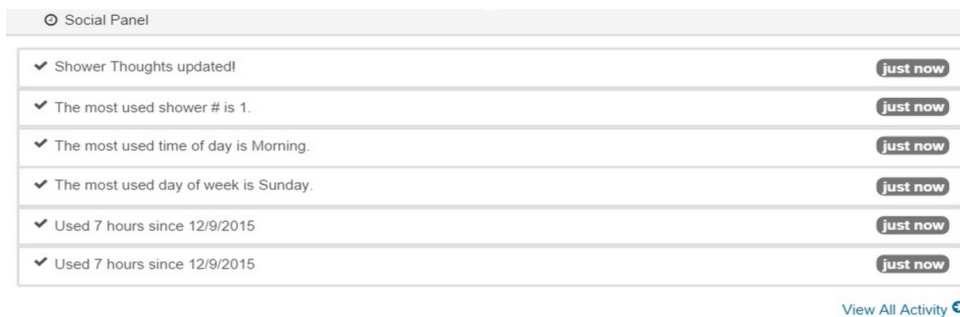 Social Panel
Shower Thoughts updated! just now
The most used shower # is 1. just now
The most used time of day is Morning. just now
The most used day of week is Sunday. just now
Used 7 hours since 12/9/2015 just now
Used 7 hours since 12/9/2015 just now
View All Activity